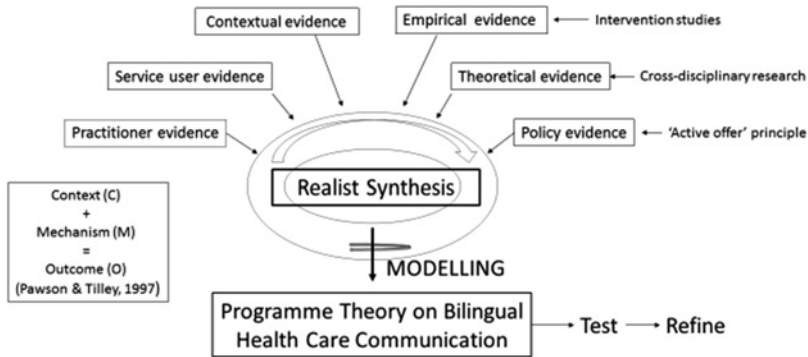 Contextual evidence
Empirical evidence
Intervention studies
Service user evidence
Theoretical evidence
Cross-disciplinary research
Practitioner evidence
Policy evidence
‘Active offer’ principle
Realist Synthesis
Context (C)
+
Mechanism (M)
=
Outcome (O)
(Pawson & Tilley, 1997)
MODELLING
Programme Theory on Bilingual
Health Care Communication
Test
Refine